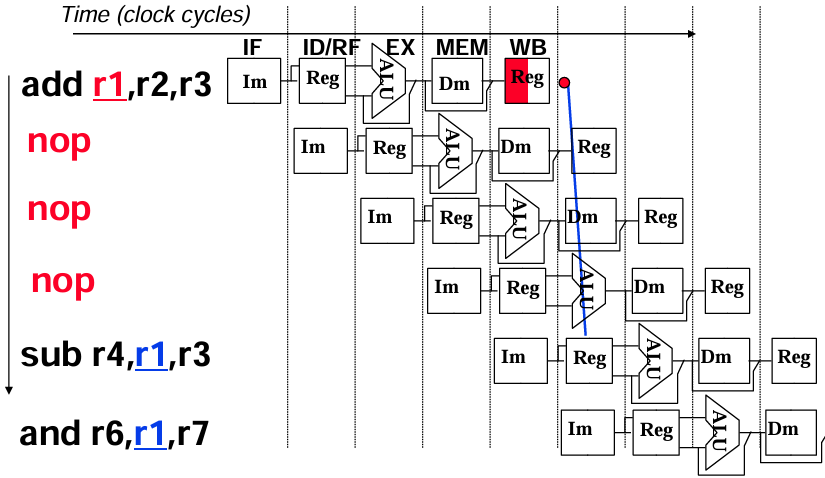 Time (clock cycles)
IF ID/RF EX MEM WB
add r1,r2,r3 Im Reg ALU Dm Reg
nop Im Reg ALU Dm Reg
nop Im Reg ALU Dm Reg
nop Im Reg ALU Dm Reg
sub r4,r1,r3 Im Reg ALU Dm Reg
and r6,r1,r7 Im Reg ALU Dm